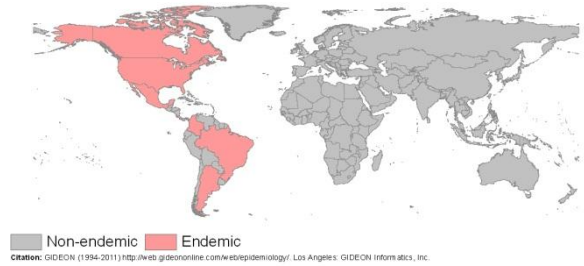 Non-endemic Endemic
Citation: GIDEON (1994-2011) http://web.gideononline.com/web/epidemiology/. Los Angeles: GIDEON Informatics, Inc.